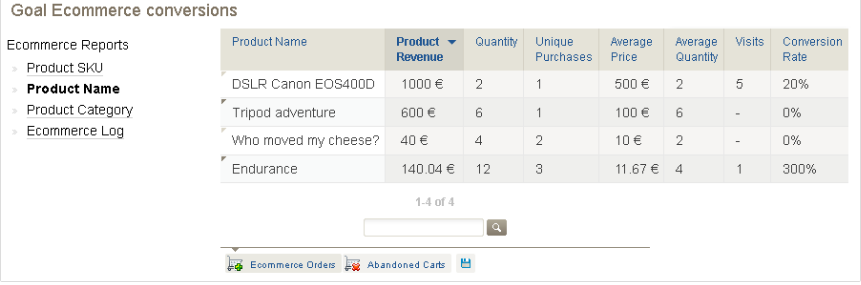 Goal Ecommerce conversions
Ecommerce Reports
» Product SKU
» Product Name
» Product Category
» Ecommerce Log
Product Name Product Revenue Quantity Unique Purchases Average Price Average Quantity Visits Conversion Rate
DSLR Canon EOS400D 1000 € 2 1 500 € 2 5 20%
Tripod adventure 600 € 6 1 100 € 6 - 0%
Who moved my cheese? 40 € 4 2 10 € 2 - 0%
Endurance 140.04 € 12 3 11.67 € 4 1 300%
1-4 of 4
Ecommerce Orders Abandoned Carts